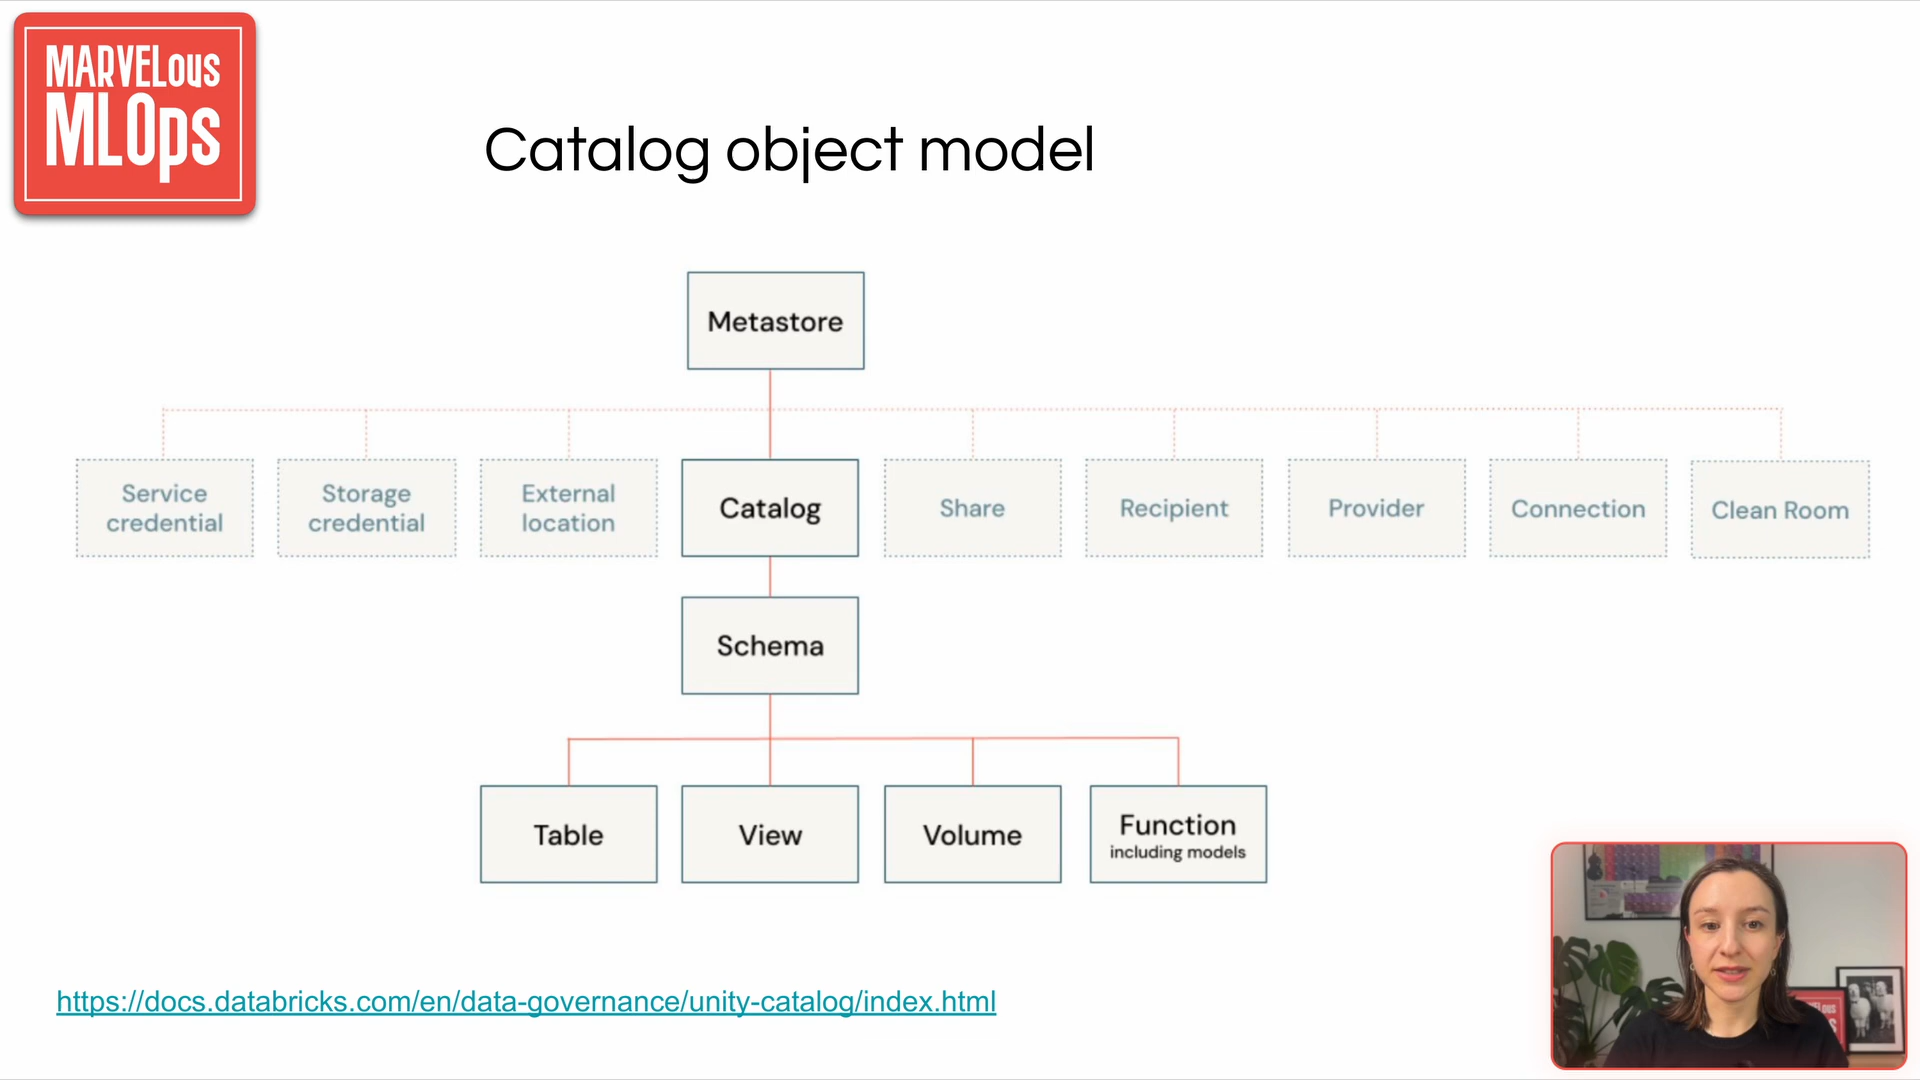 MARVELous
MLOps
Catalog object model
Metastore
Service
credential
Storage
credential
External
location
Catalog
Share
Recipient
Provider
Connection
Clean Room
Schema
Table
View
Volume
Function
including models
https://docs.databricks.com/en/data-governance/unity-catalog/index.html